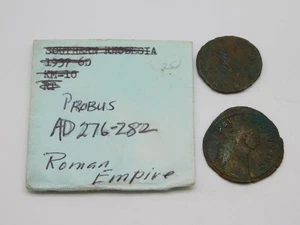 SOUTHERN RHODESIA
1937 6D
KM-10
PROBUS
AD 276-282
Roman
Empire